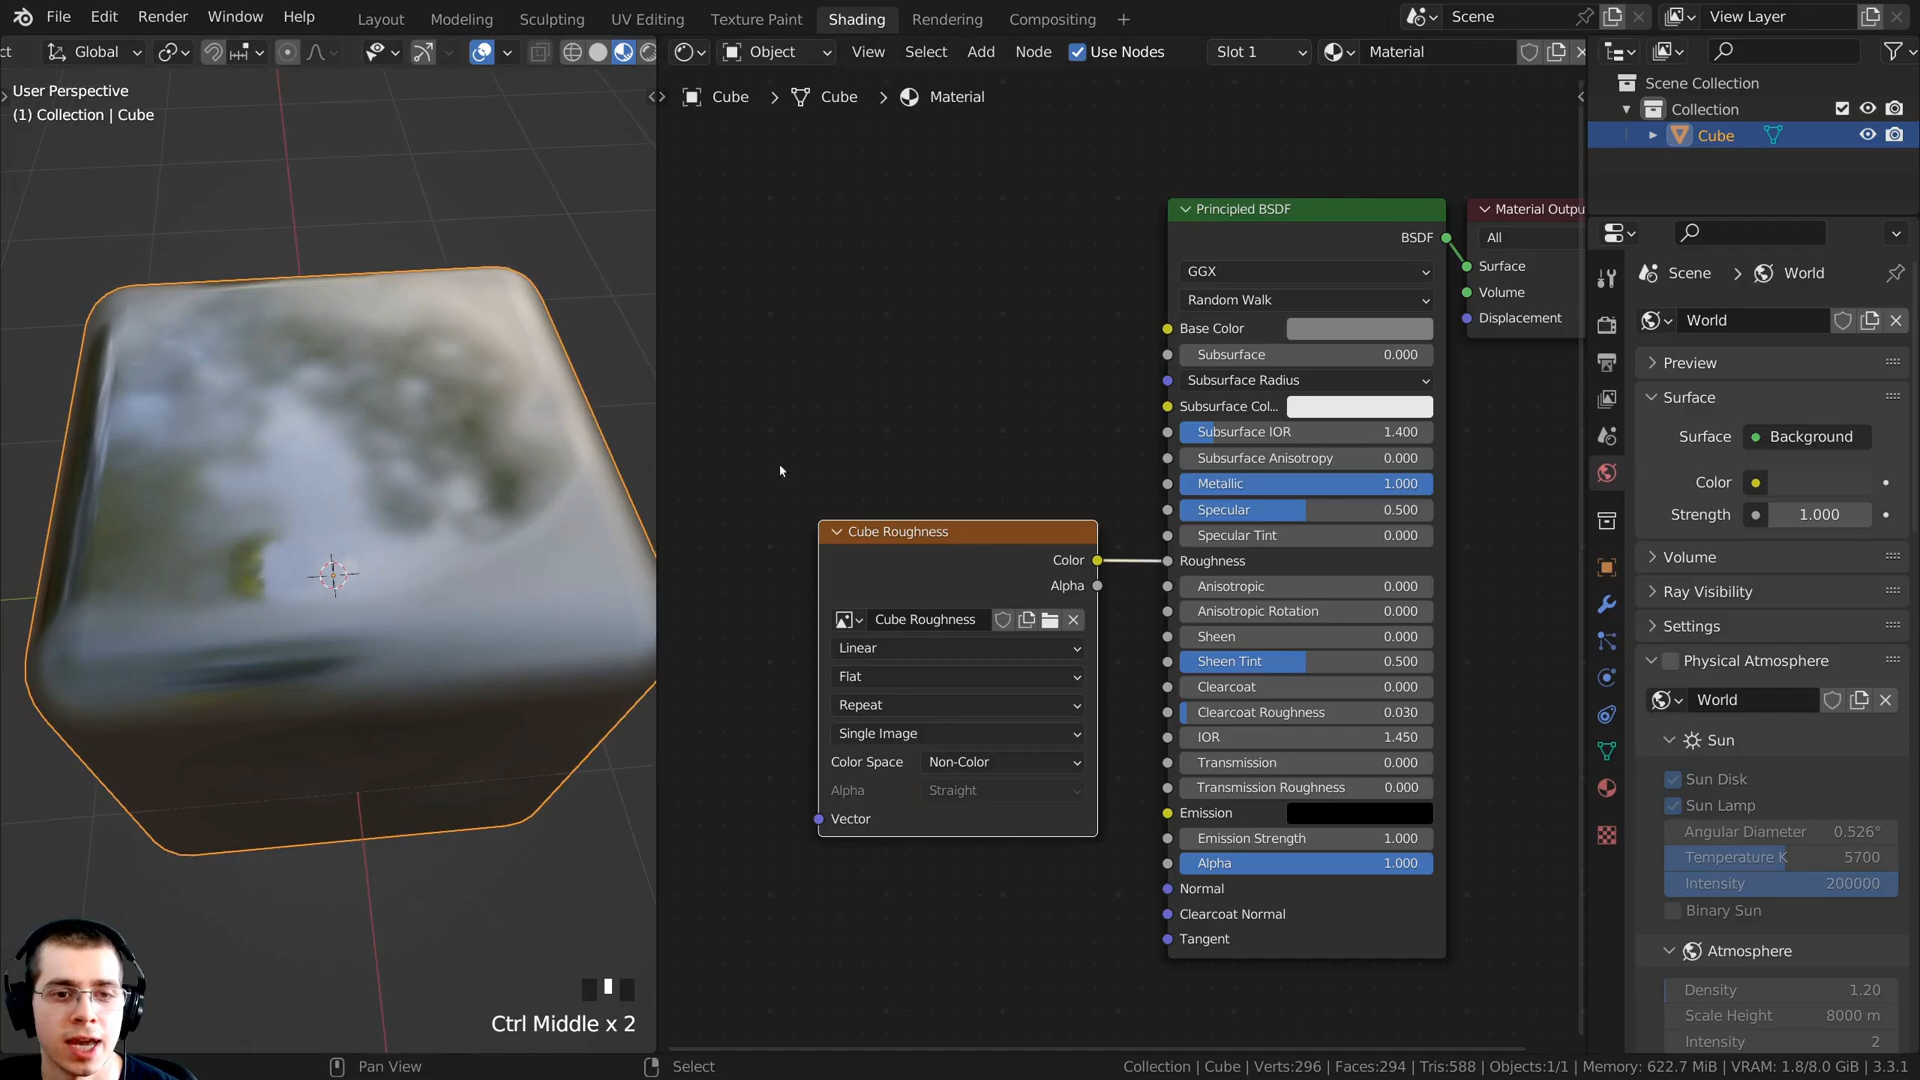 File Edit Render Window Help Layout Modeling Sculpting UV Editing Texture Paint Shading Rendering Compositing + Scene View Layer
Global Object View Select Add Node Use Nodes Slot 1 Material
User Perspective
(1) Collection | Cube
Cube > Cube > Material
Scene Collection
Collection
Cube
Principled BSDF
BSDF
GGX
Random Walk
Base Color
Subsurface 0.000
Subsurface Radius
Subsurface Col...
Subsurface IOR 1.400
Subsurface Anisotropy 0.000
Metallic 1.000
Specular 0.500
Specular Tint 0.000
Roughness
Anisotropic 0.000
Anisotropic Rotation 0.000
Sheen 0.000
Sheen Tint 0.500
Clearcoat 0.000
Clearcoat Roughness 0.030
IOR 1.450
Transmission 0.000
Transmission Roughness 0.000
Emission
Emission Strength 1.000
Alpha 1.000
Normal
Clearcoat Normal
Tangent
Material Outpu
All
Surface
Volume
Displacement
Cube Roughness
Color
Alpha
Cube Roughness
Linear
Flat
Repeat
Single Image
Color Space Non-Color
Alpha Straight
Vector
Scene > World
World
Preview
Surface
Surface Background
Color
Strength 1.000
Volume
Ray Visibility
Settings
Physical Atmosphere
World
Sun
Sun Disk
Sun Lamp
Angular Diameter 0.526°
Temperature K 5700
Intensity 200000
Binary Sun
Atmosphere
Density 1.20
Scale Height 8000 m
Intensity 2
Ctrl Middle x 2
Pan View Select Collection | Cube | Verts:296 | Faces:294 | Tris:588 | Objects:1/1 | Memory: 622.7 MiB | VRAM: 1.8/8.0 GiB | 3.3.1